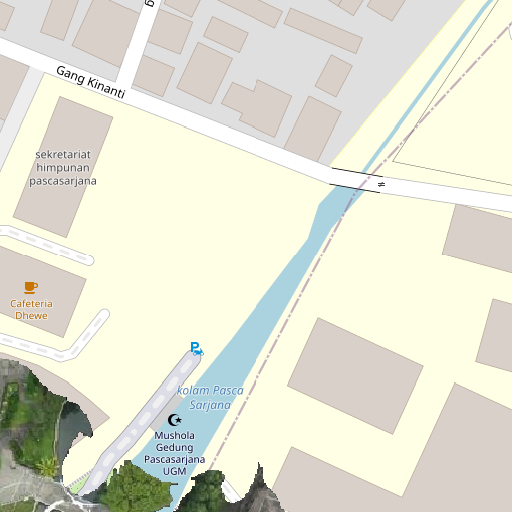 Gang Kinanti
sekretariat
himpunan
pascasarjana
Cafeteria
Dhewe
P
kolam Pasca
Sarjana
Mushola
Gedung
Pascasarjana
UGM